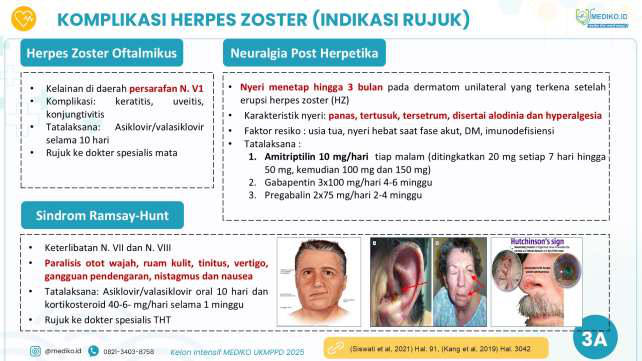 KOMPLIKASI HERPES ZOSTER (INDIKASI RUJUK)
MEDIKO.ID
Herpes Zoster Oftalmikus
• Kelainan di daerah persarafan N. V1
• Komplikasi: keratitis, uveitis,
konjungtivitis
• Tatalaksana: Asiklovir/valasiklovir
selama 10 hari
• Rujuk ke dokter spesialis mata
Neuralgia Post Herpetika
• Nyeri menetap hingga 3 bulan pada dermatom unilateral yang terkena setelah
erupsi herpes zoster (HZ)
• Karakteristik nyeri: panas, tertusuk, tersetrum, disertai alodinia dan hyperalgesia
• Faktor resiko : usia tua, nyeri hebat saat fase akut, DM, imunodefisiensi
• Tatalaksana :
1. Amitriptilin 10 mg/hari tiap malam (ditingkatkan 20 mg setiap 7 hari hingga
50 mg, kemudian 100 mg dan 150 mg)
2. Gabapentin 3x100 mg/hari 4-6 minggu
3. Pregabalin 2x75 mg/hari 2-4 minggu
Sindrom Ramsay-Hunt
• Keterlibatan N. VII dan N. VIII
• Paralisis otot wajah, ruam kulit, tinitus, vertigo,
gangguan pendengaran, nistagmus dan nausea
• Tatalaksana: Asiklovir/valasiklovir oral 10 hari dan
kortikosteroid 40-6- mg/hari selama 1 minggu
• Rujuk ke dokter spesialis THT
Hutchinson's sign
3A
@mediko.id
0821-3403-8758
Kelon Intensif MEDIKO UKMPPD 2025
(Siswati et al, 2021) Hal. 91, (Kang et al, 2019) Hal. 3042